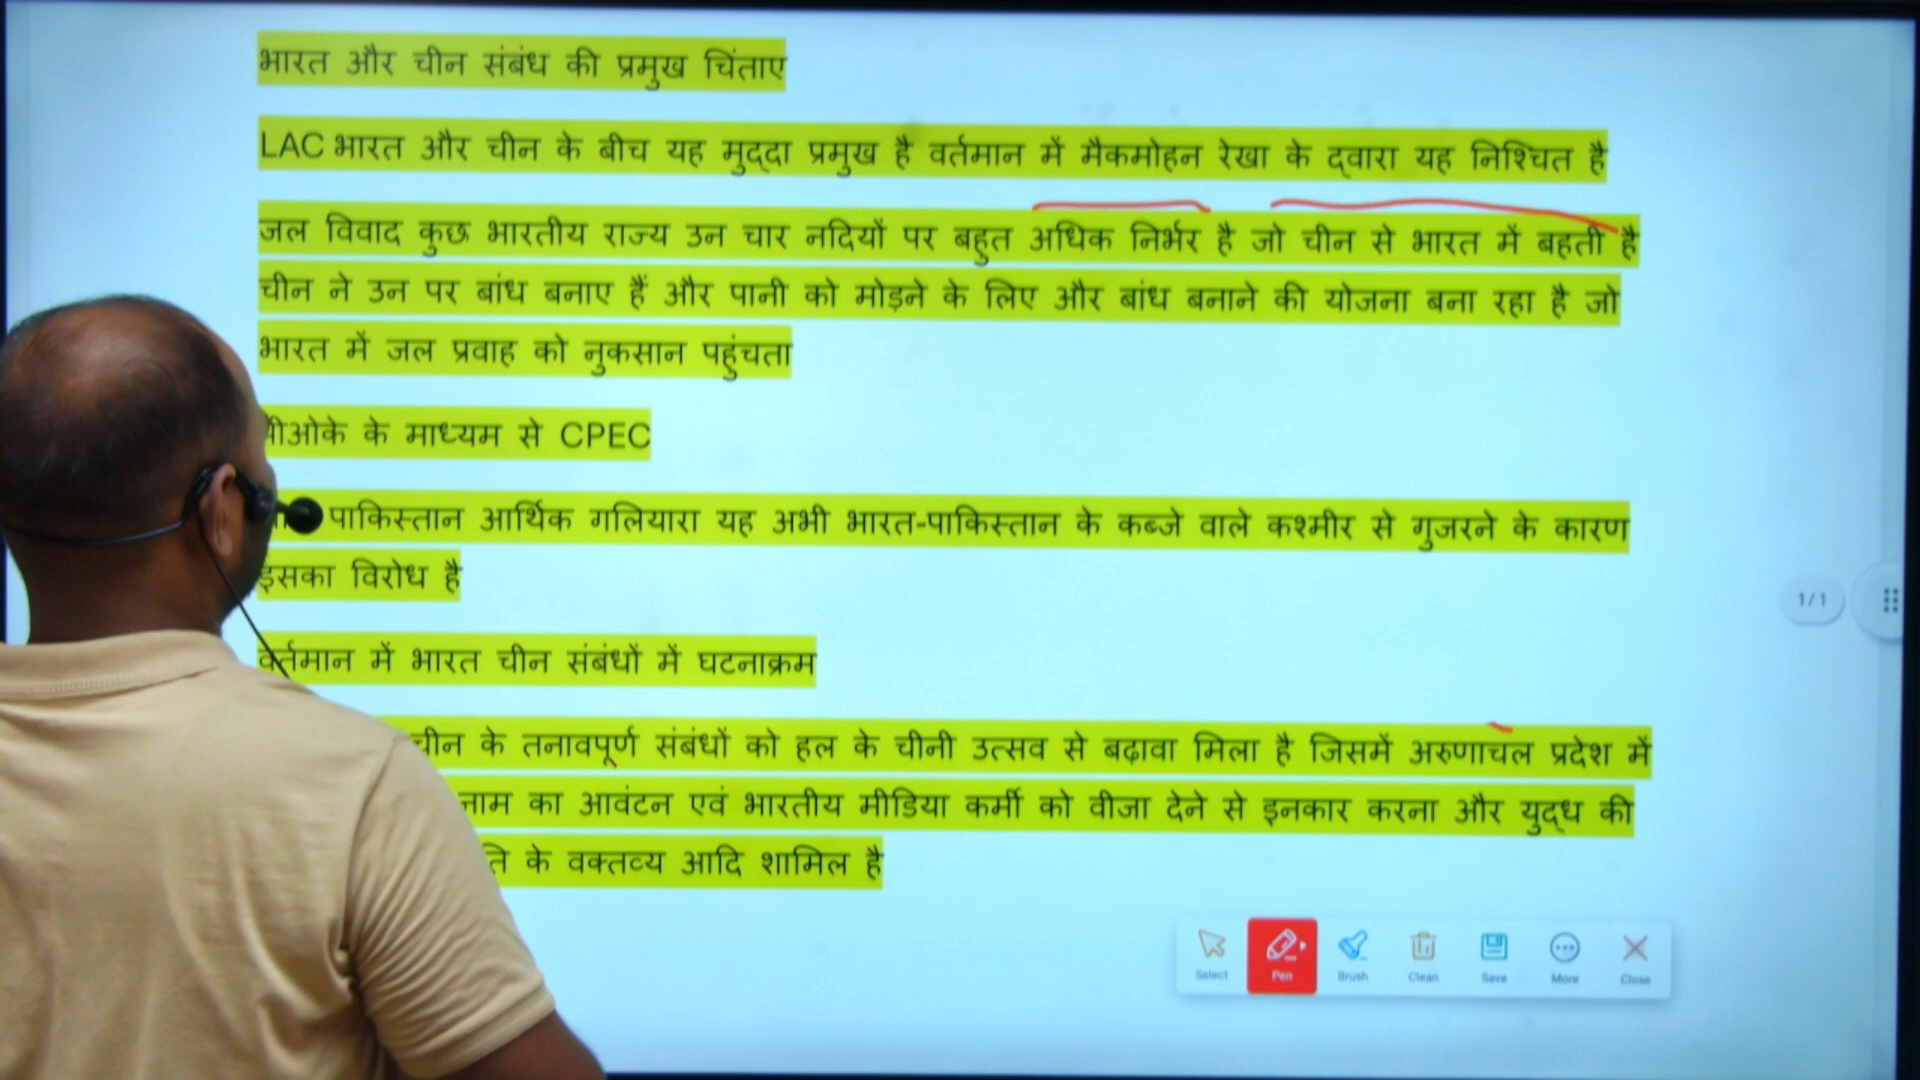 भारत और चीन संबंध की प्रमुख चिंताए
LAC भारत और चीन के बीच यह मुद्दा प्रमुख है वर्तमान में मैकमोहन रेखा के द्वारा यह निश्चित है
जल विवाद कुछ भारतीय राज्य उन चार नदियों पर बहुत अधिक निर्भर है जो चीन से भारत में बहती है
चीन ने उन पर बांध बनाए हैं और पानी को मोड़ने के लिए और बांध बनाने की योजना बना रहा है जो
भारत में जल प्रवाह को नुकसान पहुंचता
के माध्यम से CPEC
पाकिस्तान आर्थिक गलियारा यह अभी भारत-पाकिस्तान के कब्जे वाले कश्मीर से गुजरने के कारण
इसका विरोध है
वर्तमान में भारत चीन संबंधों में घटनाक्रम
चीन के तनावपूर्ण संबंधों को हल के चीनी उत्सव से बढ़ावा मिला है जिसमें अरुणाचल प्रदेश में
नाम का आवंटन एवं भारतीय मीडिया कर्मी को वीजा देने से इनकार करना और युद्ध की
के वक्तव्य आदि शामिल है
1/1
Select Pen Brush Clean Save More Close